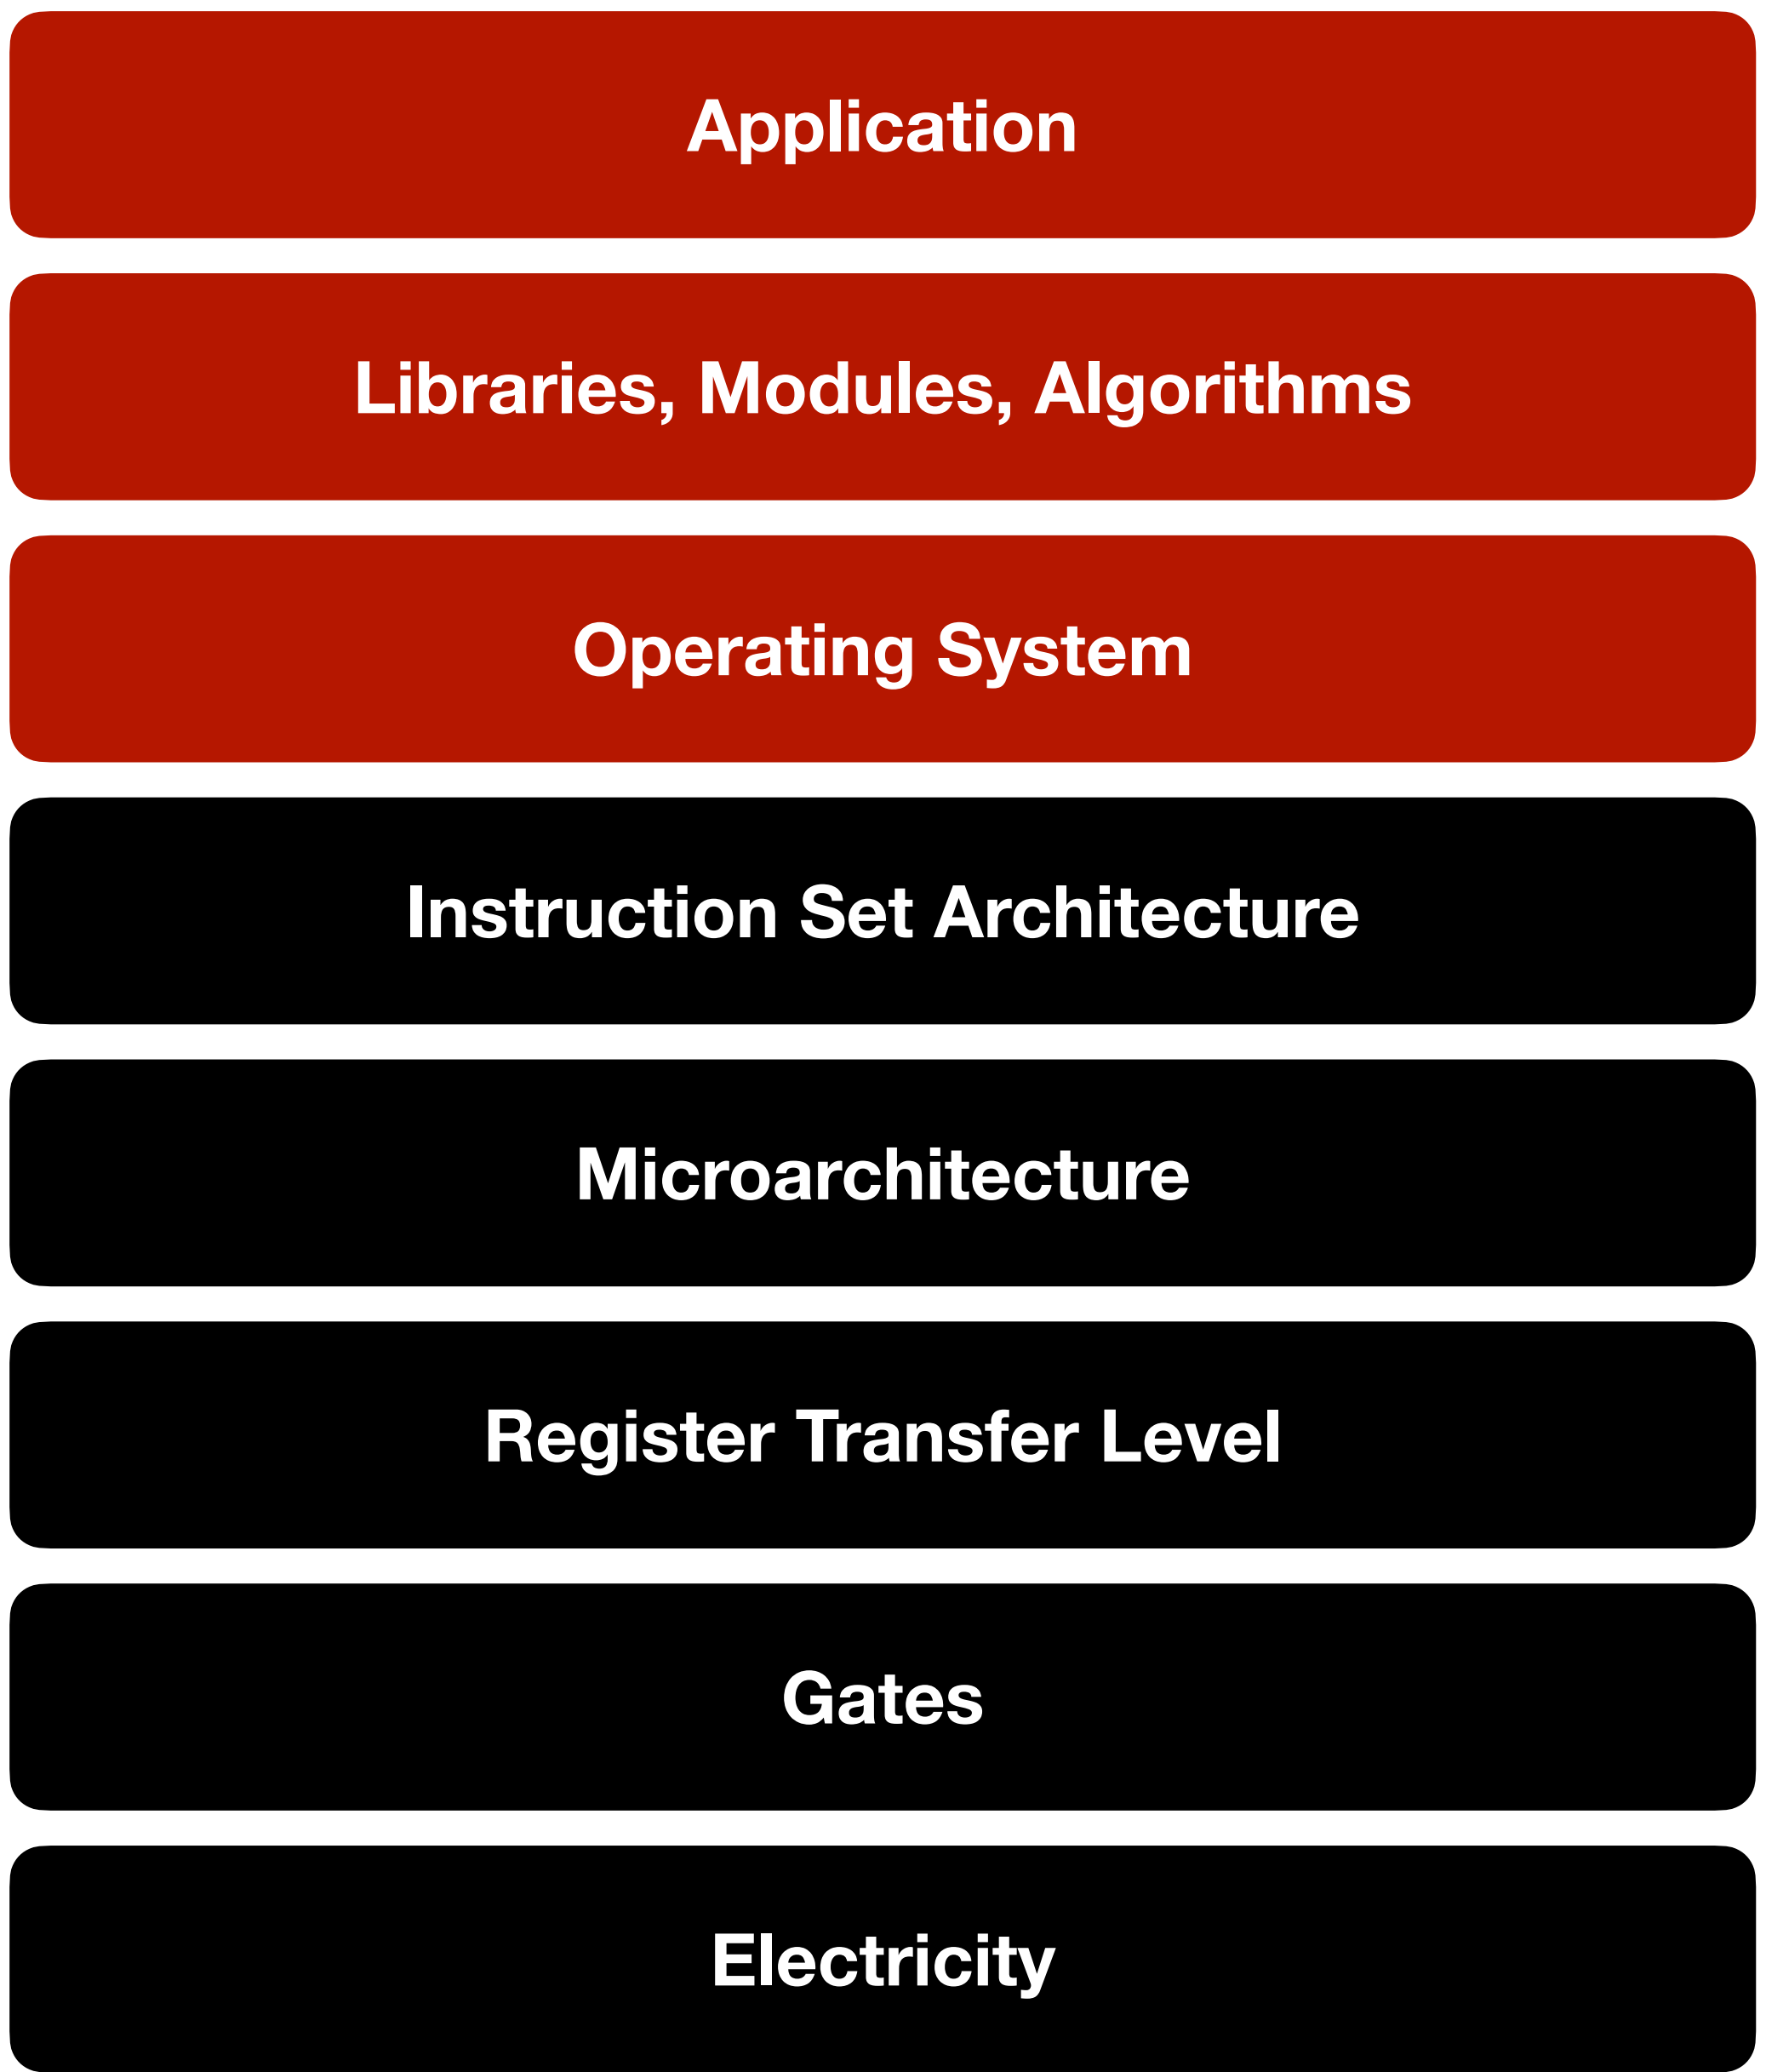 Application
Libraries, Modules, Algorithms
Operating System
Instruction Set Architecture
Microarchitecture
Register Transfer Level
Gates
Electricity